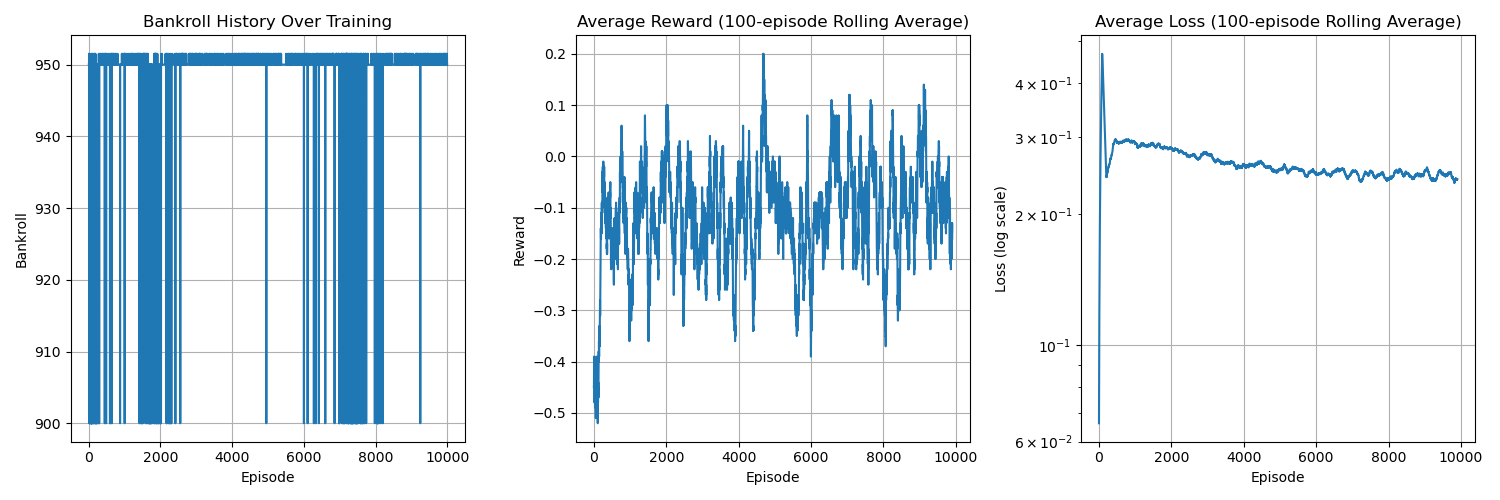 Bankroll History Over Training
950
940
930
920
910
900
Bankroll
0 2000 4000 6000 8000 10000
Episode
Average Reward (100-episode Rolling Average)
0.2
0.1
0.0
−0.1
−0.2
−0.3
−0.4
−0.5
Reward
0 2000 4000 6000 8000 10000
Episode
Average Loss (100-episode Rolling Average)
4 × 10⁻¹
3 × 10⁻¹
2 × 10⁻¹
10⁻¹
6 × 10⁻²
Loss (log scale)
0 2000 4000 6000 8000 10000
Episode